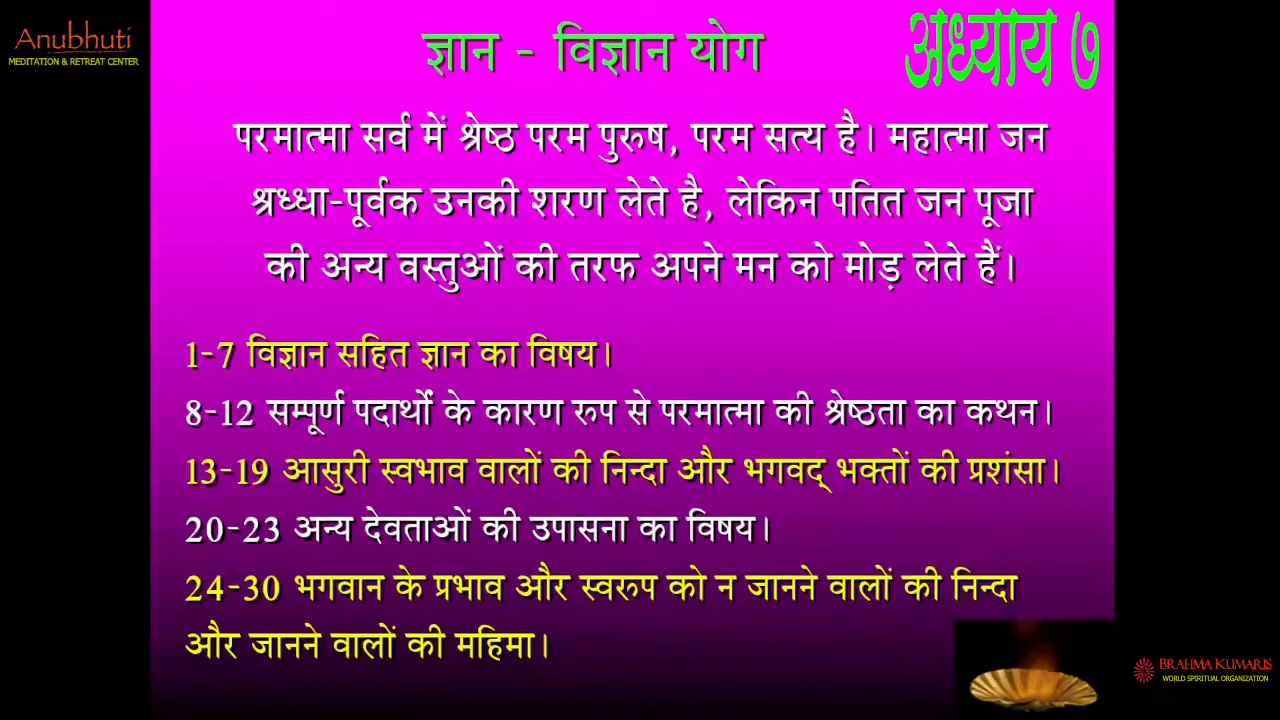 Anubhuti
MEDITATION & RETREAT CENTER
ज्ञान - विज्ञान योग
अध्याय ७
परमात्मा सर्व में श्रेष्ठ परम पुरूष, परम सत्य है। महात्मा जन
श्रध्धा-पूर्वक उनकी शरण लेते है, लेकिन पतित जन पूजा
की अन्य वस्तुओं की तरफ अपने मन को मोड़ लेते हैं।
1-7 विज्ञान सहित ज्ञान का विषय।
8-12 सम्पूर्ण पदार्थों के कारण रूप से परमात्मा की श्रेष्ठता का कथन।
13-19 आसुरी स्वभाव वालों की निन्दा और भगवद् भक्तों की प्रशंसा।
20-23 अन्य देवताओं की उपासना का विषय।
24-30 भगवान के प्रभाव और स्वरूप को न जानने वालों की निन्दा
और जानने वालों की महिमा।
BRAHMA KUMARIS
WORLD SPIRITUAL ORGANIZATION